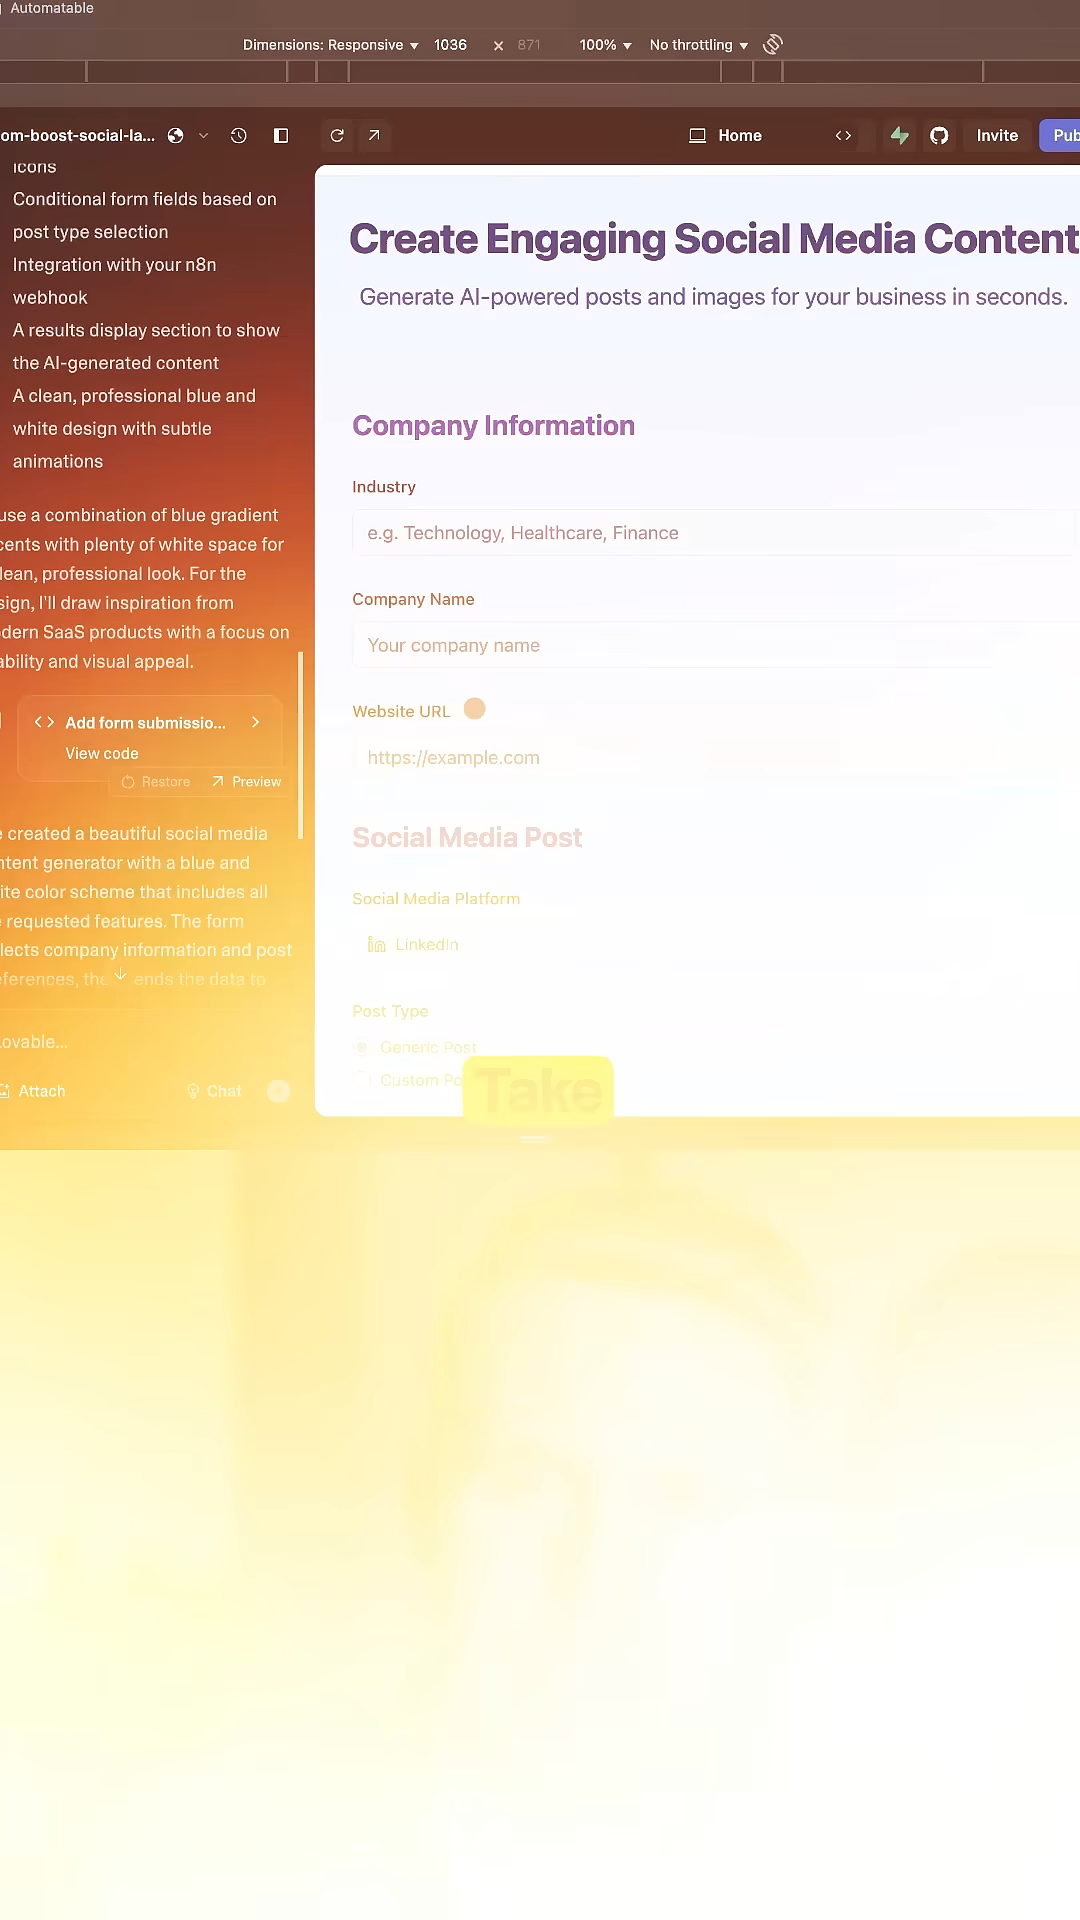 Automatable
Dimensions: Responsive 1036 × 871 100% No throttling
om-boost-social-la... Home Invite Pub
icons
Conditional form fields based on
post type selection
Integration with your n8n
webhook
A results display section to show
the AI-generated content
A clean, professional blue and
white design with subtle
animations
use a combination of blue gradient
cents with plenty of white space for
lean, professional look. For the
sign, I'll draw inspiration from
dern SaaS products with a focus on
ability and visual appeal.
Add form submissio...
View code
Restore Preview
e created a beautiful social media
ntent generator with a blue and
ite color scheme that includes all
e requested features. The form
llects company information and post
eferences, the ends the data to
ovable...
Attach Chat
Create Engaging Social Media Content
Generate AI-powered posts and images for your business in seconds.
Company Information
Industry
e.g. Technology, Healthcare, Finance
Company Name
Your company name
Website URL
https://example.com
Social Media Post
Social Media Platform
LinkedIn
Post Type
Generic Post
Custom Po
Take